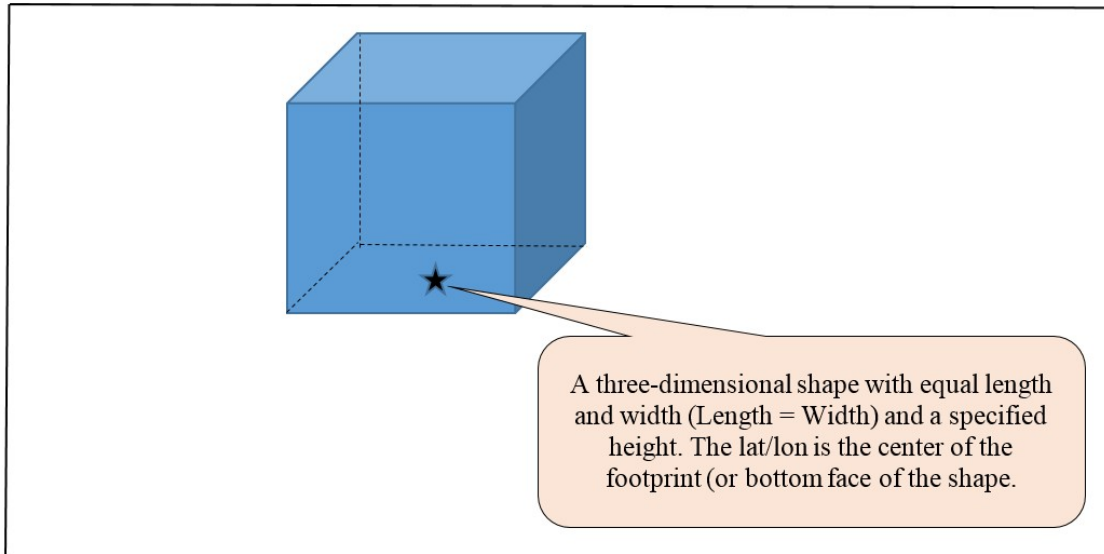 A three-dimensional shape with equal length
and width (Length = Width) and a specified
height. The lat/lon is the center of the
footprint (or bottom face of the shape.